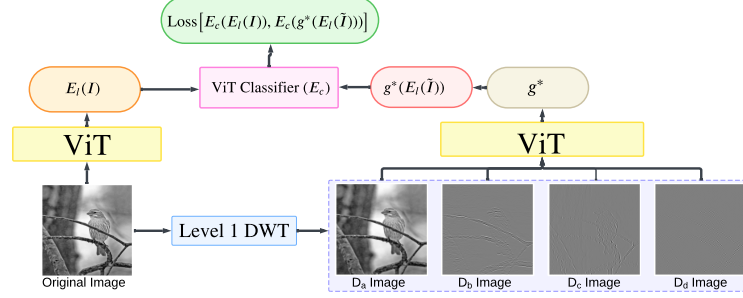 Loss[E_c(E_l(I)), E_c(g*(E_l(Ĩ)))]
E_l(I)
ViT Classifier (E_c)
g*(E_l(Ĩ))
g*
ViT
ViT
Level 1 DWT
Original Image
D_a Image
D_b Image
D_c Image
D_d Image